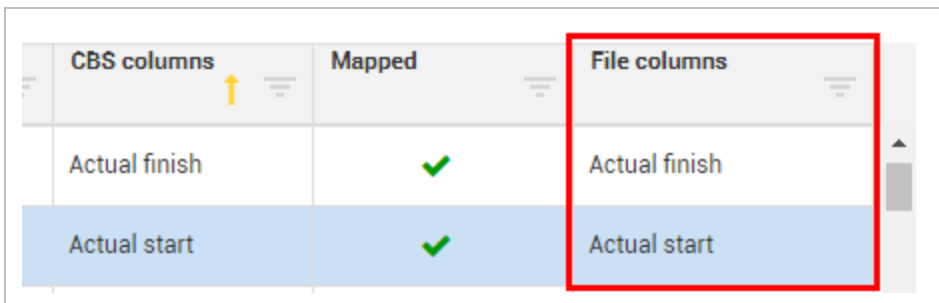 CBS columns Mapped File columns
Actual finish Actual finish
Actual start Actual start